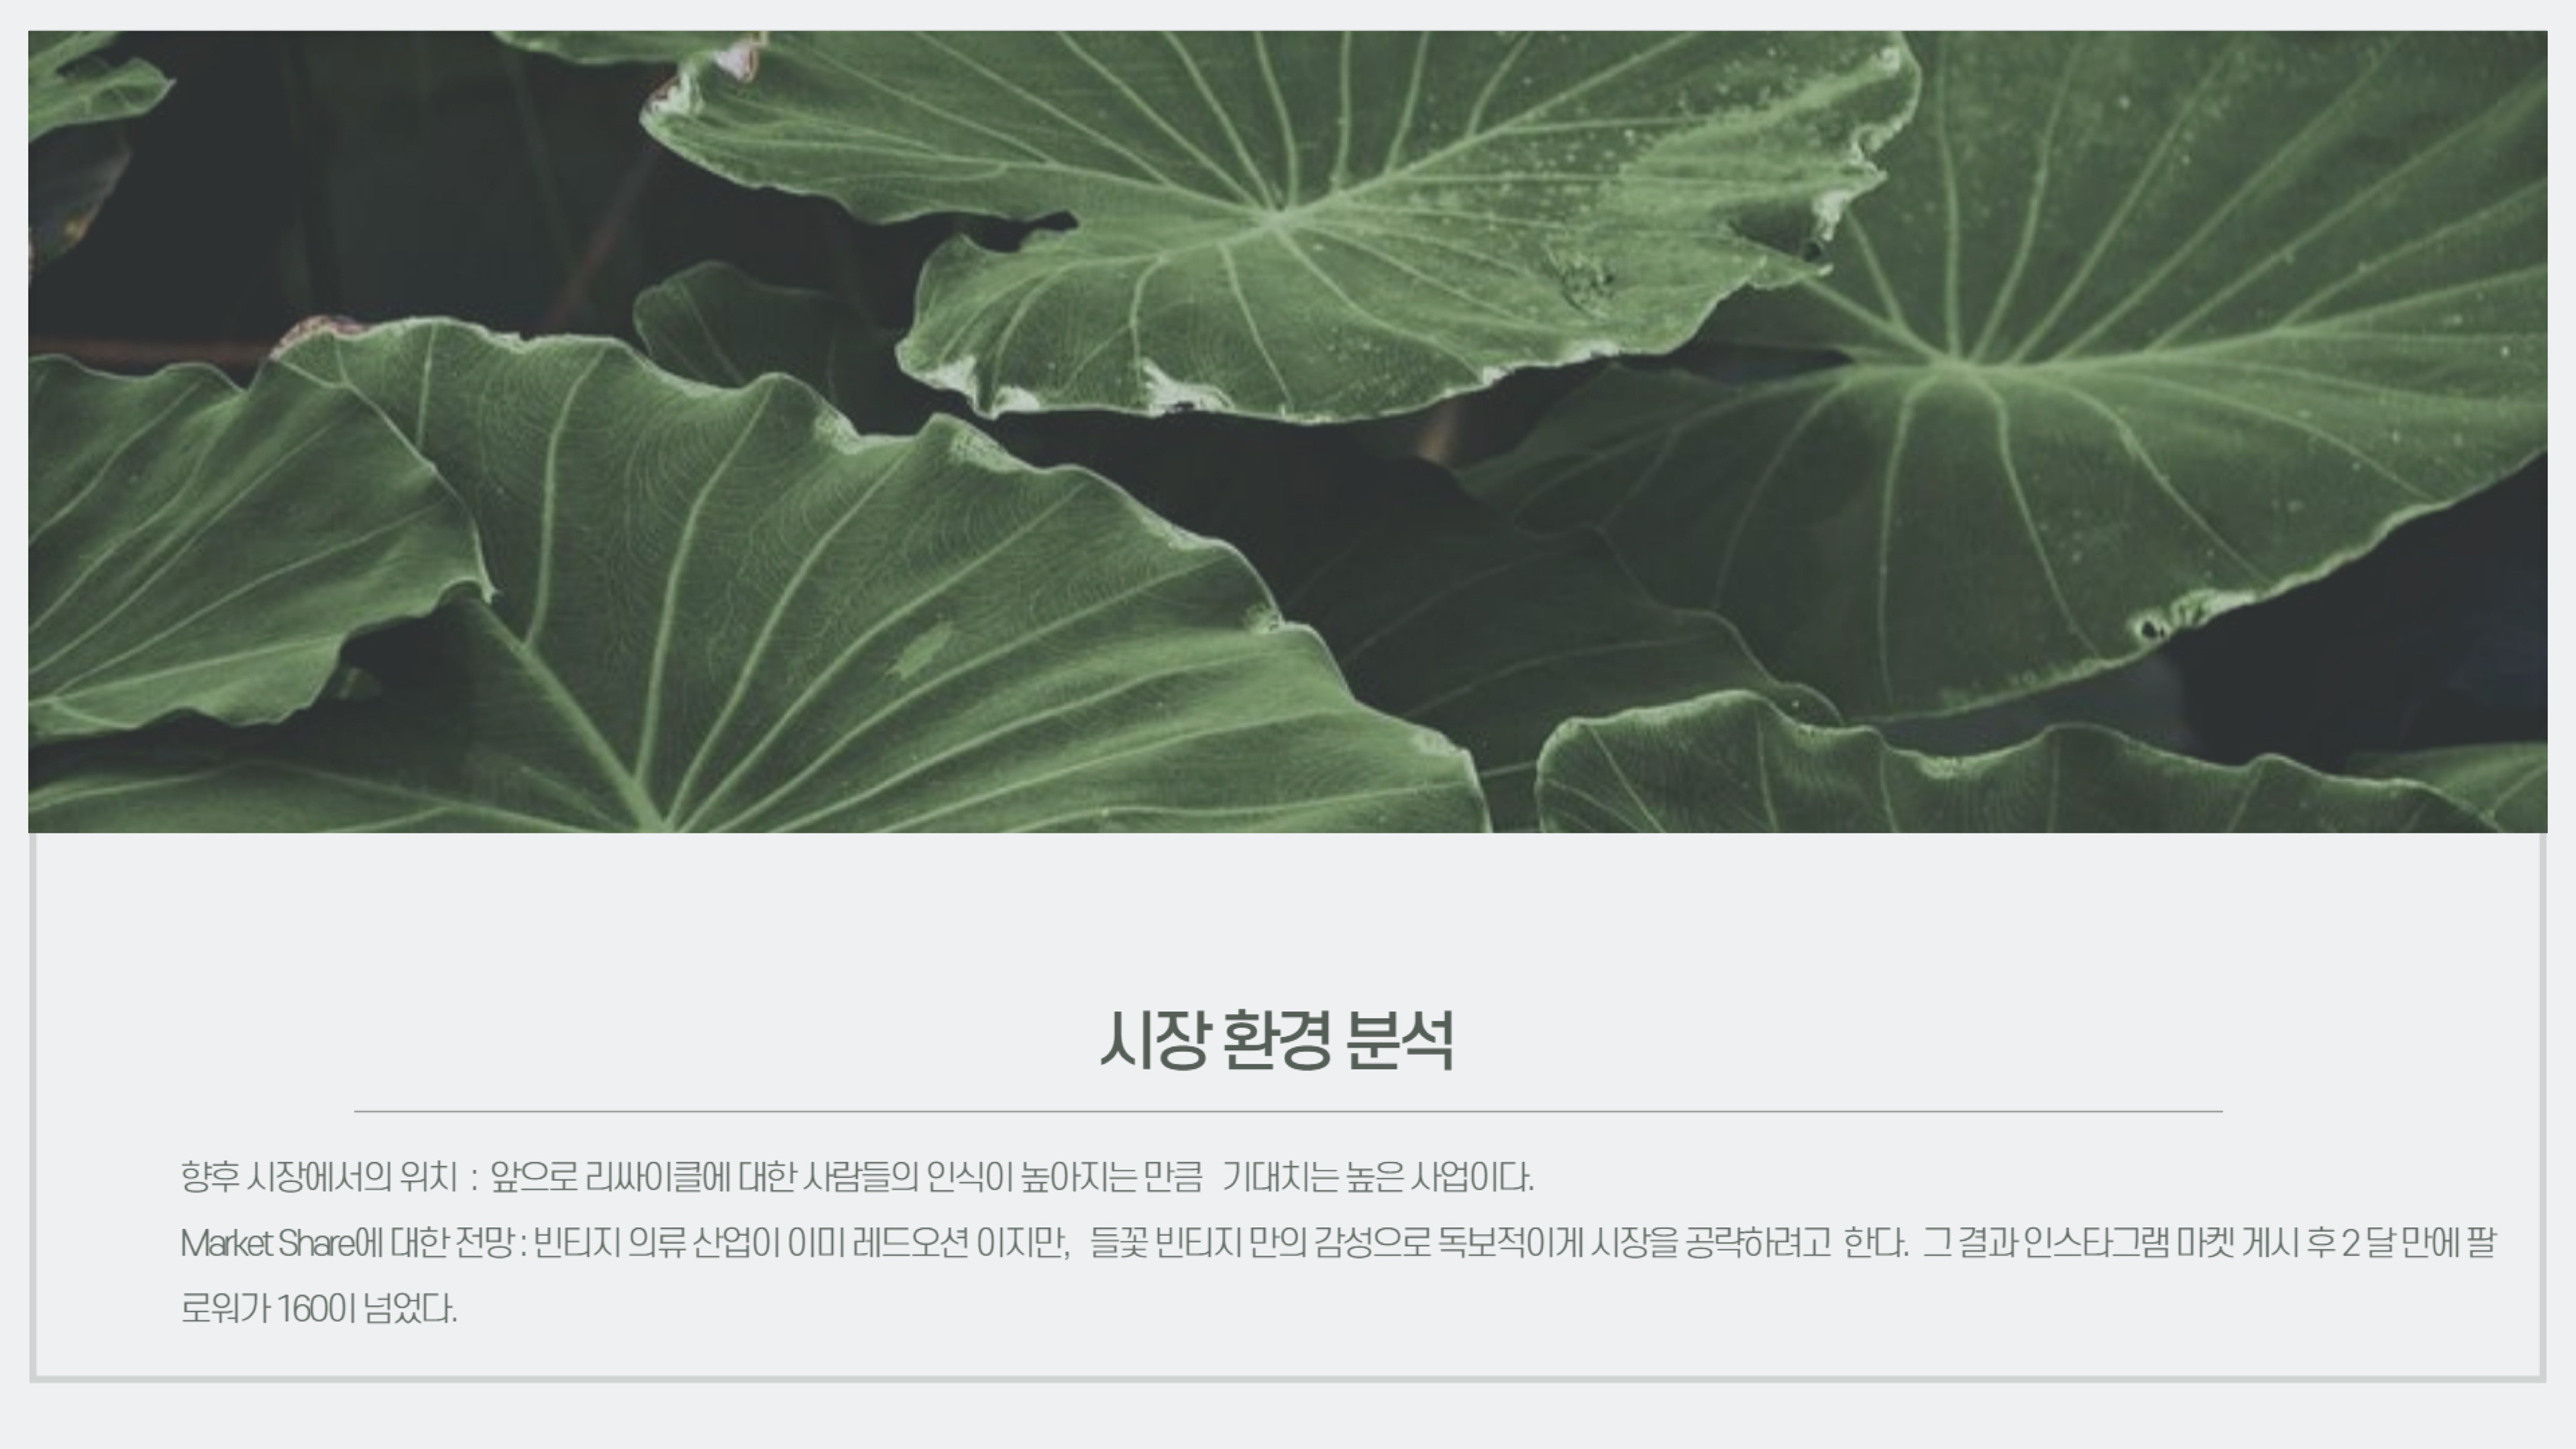 시장 환경 분석
향후 시장에서의 위치 : 앞으로 리싸이클에 대한 사람들의 인식이 높아지는 만큼 기대치는 높은 사업이다.
Market Share에 대한 전망 : 빈티지 의류 산업이 이미 레드오션 이지만, 들꽃 빈티지 만의 감성으로 독보적이게 시장을 공략하려고 한다. 그 결과 인스타그램 마켓 게시 후 2 달 만에 팔
로워가 1600이 넘었다.